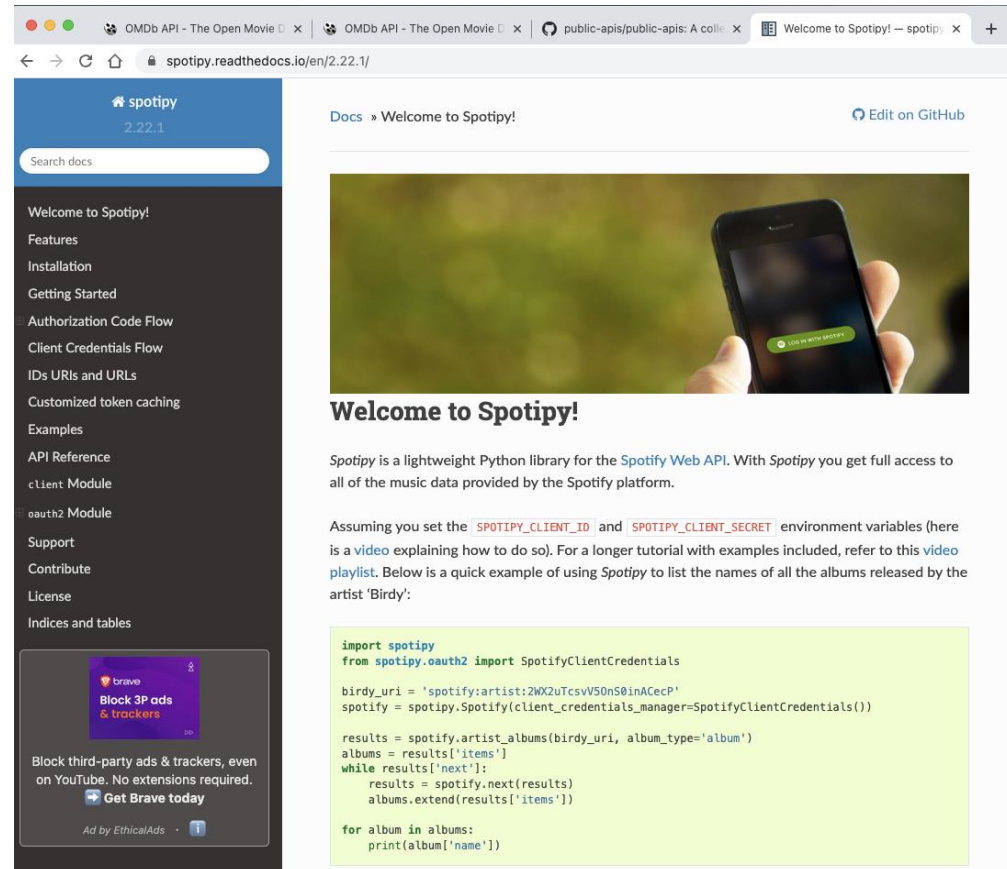 OMDb API - The Open Movie D
OMDb API - The Open Movie D
public-apis/public-apis: A colle
Welcome to Spotipy! — spotipy
spotipy.readthedocs.io/en/2.22.1/
spotipy
2.22.1
Search docs
Welcome to Spotipy!
Features
Installation
Getting Started
Authorization Code Flow
Client Credentials Flow
IDs URIs and URLs
Customized token caching
Examples
API Reference
client Module
oauth2 Module
Support
Contribute
License
Indices and tables
brave
Block 3P ads
& trackers
Block third-party ads & trackers, even
on YouTube. No extensions required.
➡️ Get Brave today
Ad by EthicalAds · ℹ️
Docs » Welcome to Spotipy!
Edit on GitHub
LOG IN WITH SPOTIFY
Welcome to Spotipy!
Spotipy is a lightweight Python library for the Spotify Web API. With Spotipy you get full access to
all of the music data provided by the Spotify platform.
Assuming you set the SPOTIPY_CLIENT_ID and SPOTIPY_CLIENT_SECRET environment variables (here
is a video explaining how to do so). For a longer tutorial with examples included, refer to this video
playlist. Below is a quick example of using Spotipy to list the names of all the albums released by the
artist ‘Birdy’:
import spotipy
from spotipy.oauth2 import SpotifyClientCredentials
birdy_uri = 'spotify:artist:2WX2uTcsvV5OnS0inACecP'
spotify = spotipy.Spotify(client_credentials_manager=SpotifyClientCredentials())
results = spotify.artist_albums(birdy_uri, album_type='album')
albums = results['items']
while results['next']:
    results = spotify.next(results)
    albums.extend(results['items'])
for album in albums:
    print(album['name'])